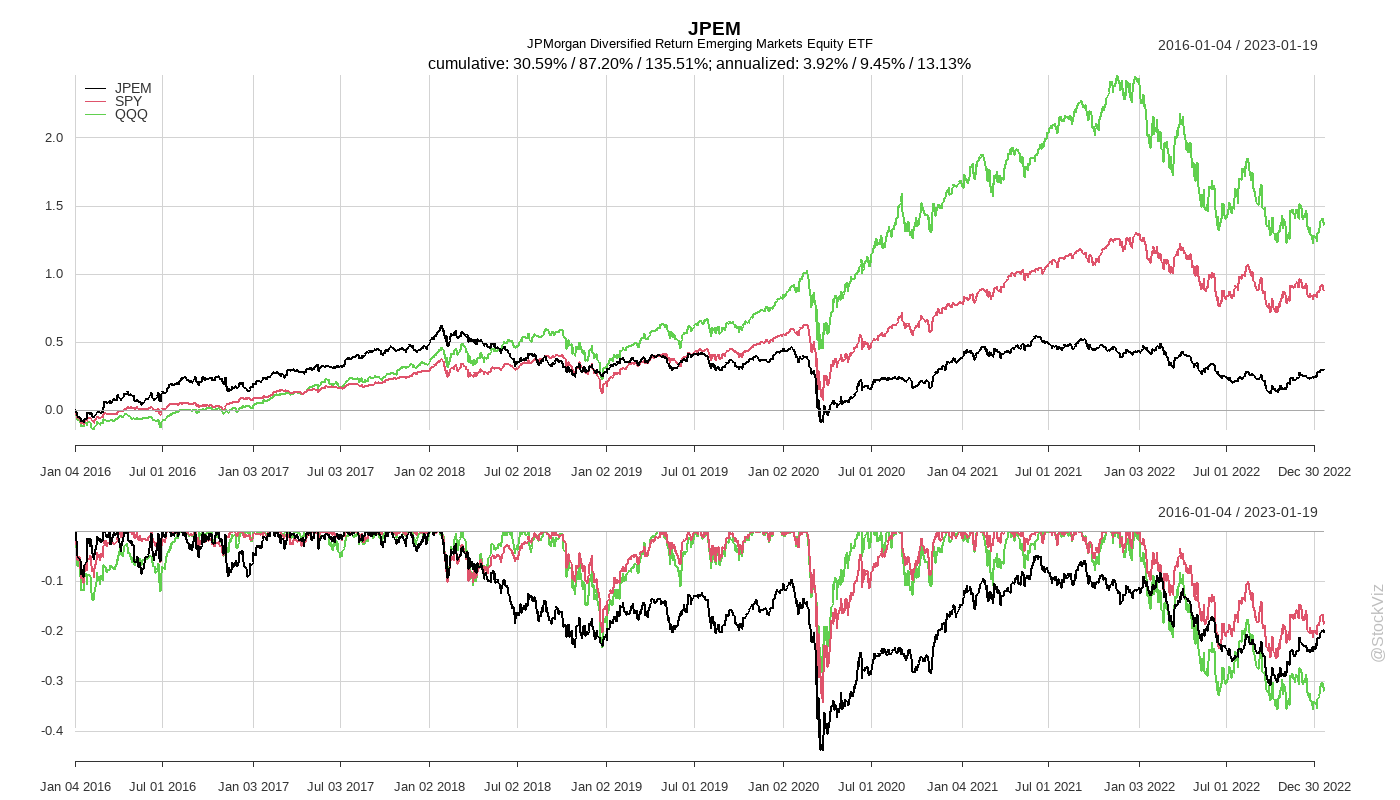 JPEM
JPMorgan Diversified Return Emerging Markets Equity ETF
2016-01-04 / 2023-01-19
cumulative: 30.59% / 87.20% / 135.51%; annualized: 3.92% / 9.45% / 13.13%
JPEM
SPY
QQQ
2.0
1.5
1.0
0.5
0.0
Jan 04 2016 Jul 01 2016 Jan 03 2017 Jul 03 2017 Jan 02 2018 Jul 02 2018 Jan 02 2019 Jul 01 2019 Jan 02 2020 Jul 01 2020 Jan 04 2021 Jul 01 2021 Jan 03 2022 Jul 01 2022 Dec 30 2022
2016-01-04 / 2023-01-19
-0.1
-0.2
-0.3
-0.4
Jan 04 2016 Jul 01 2016 Jan 03 2017 Jul 03 2017 Jan 02 2018 Jul 02 2018 Jan 02 2019 Jul 01 2019 Jan 02 2020 Jul 01 2020 Jan 04 2021 Jul 01 2021 Jan 03 2022 Jul 01 2022 Dec 30 2022
@StockViz